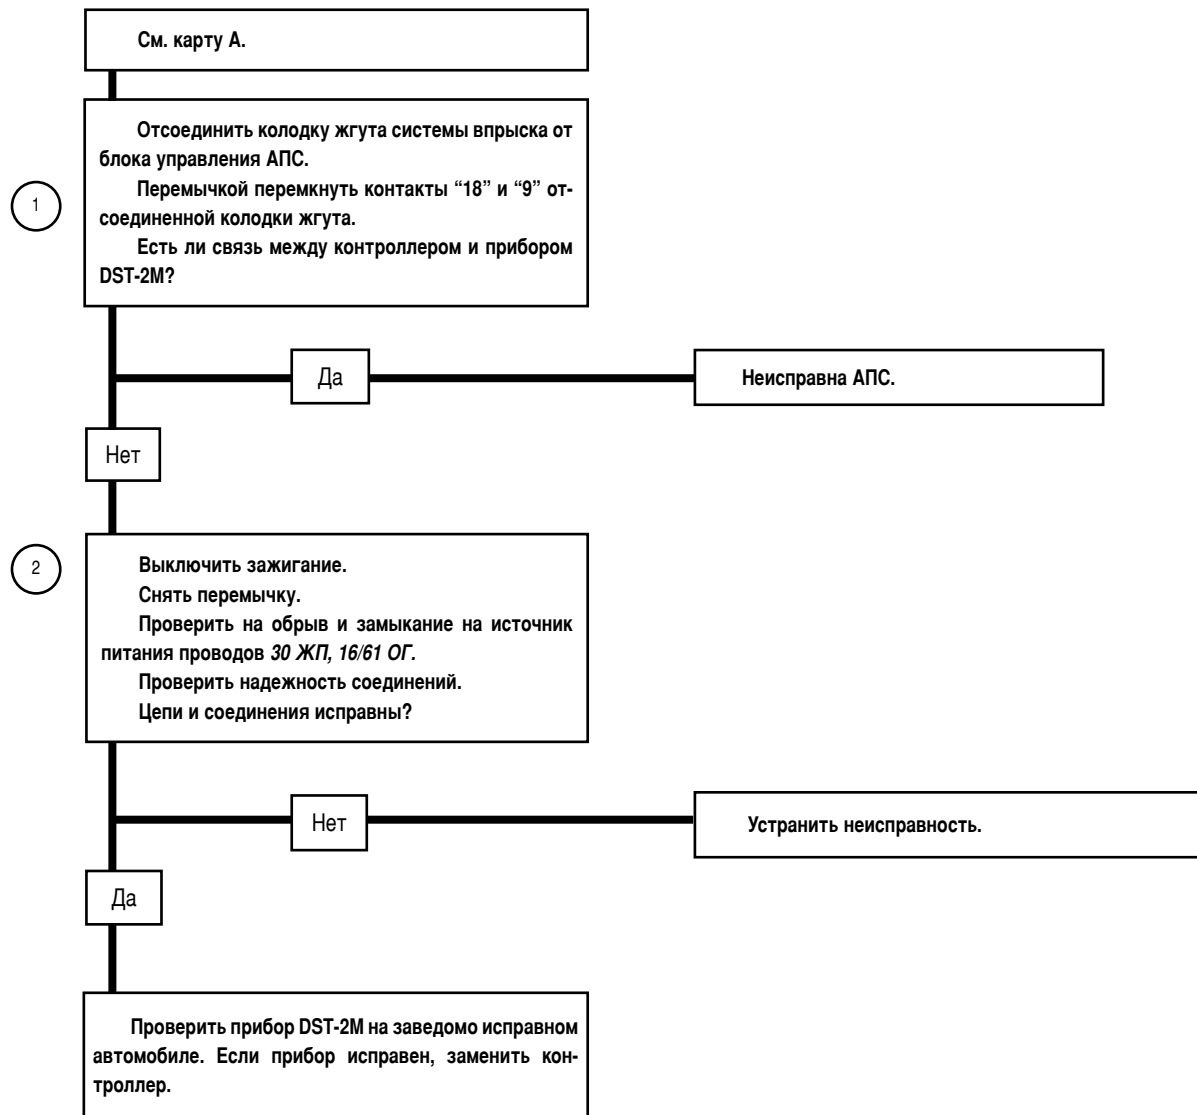 См. карту А.
Отсоединить колодку жгута системы впрыска от
блока управления АПС.
Перемычкой перемкнуть контакты “18” и “9” от-
соединенной колодки жгута.
Есть ли связь между контроллером и прибором
DST-2М?
1
Да
Неисправна АПС.
Нет
2
Выключить зажигание.
Снять перемычку.
Проверить на обрыв и замыкание на источник
питания проводов 30 ЖП, 16/61 ОГ.
Проверить надежность соединений.
Цепи и соединения исправны?
Нет
Устранить неисправность.
Да
Проверить прибор DST-2М на заведомо исправном
автомобиле. Если прибор исправен, заменить кон-
троллер.